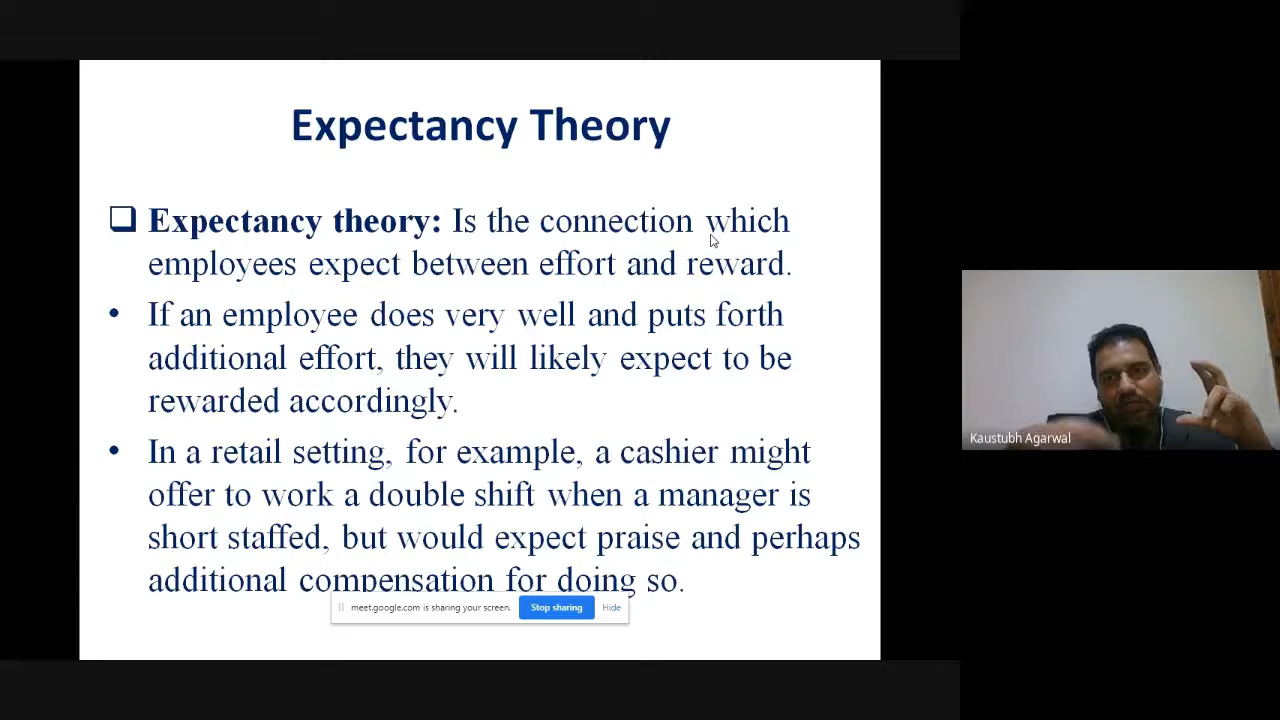 Expectancy Theory
❑ Expectancy theory: Is the connection which
employees expect between effort and reward.
• If an employee does very well and puts forth
additional effort, they will likely expect to be
rewarded accordingly.
• In a retail setting, for example, a cashier might
offer to work a double shift when a manager is
short staffed, but would expect praise and perhaps
additional compensation for doing so.
meet.google.com is sharing your screen. Stop sharing Hide
Kaustubh Agarwal